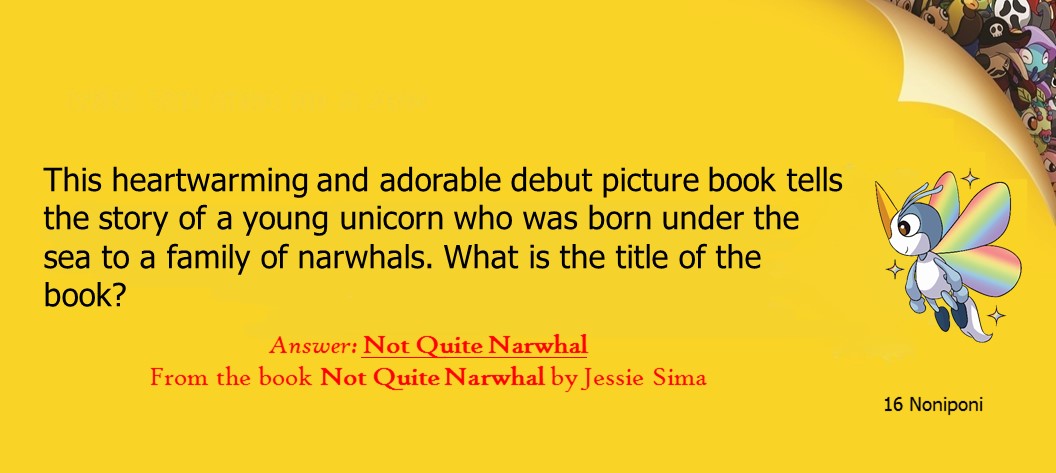 This heartwarming and adorable debut picture book tells
the story of a young unicorn who was born under the
sea to a family of narwhals. What is the title of the
book?
Answer: Not Quite Narwhal
From the book Not Quite Narwhal by Jessie Sima
16 Noniponi